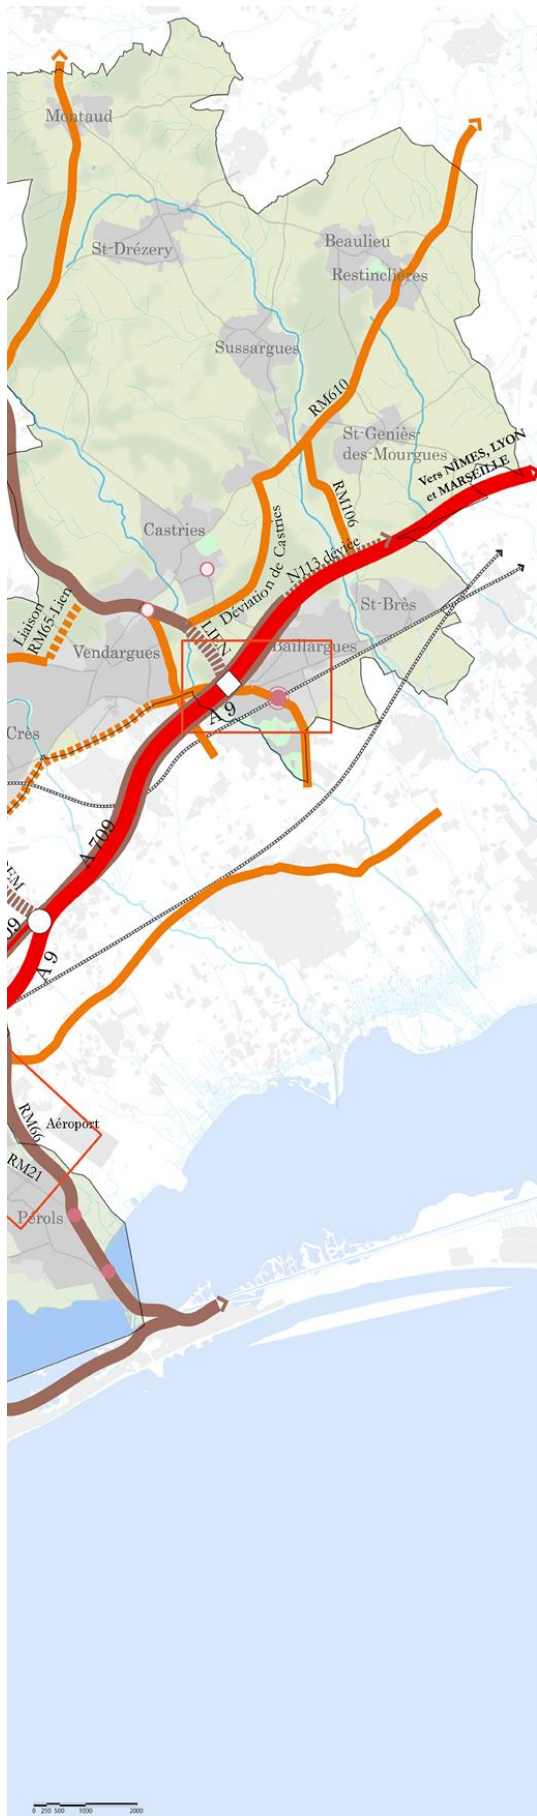 Montaud
St-Drézery
Beaulieu
Restinclières
Sussargues
RM610
St-Geniès-
des-Mourgues
Vers NÎMES, LYON
et MARSEILLE
RM106
Castries
Déviation de Castries
N113 déviée
Liaison
RM65-Lien
St-Brès
LIEN
Vendargues
Baillargues
A 9
Crès
A 709
EM
09
A 9
RM66
Aéroport
RM21
Pérols
0 250 500 1000 2000